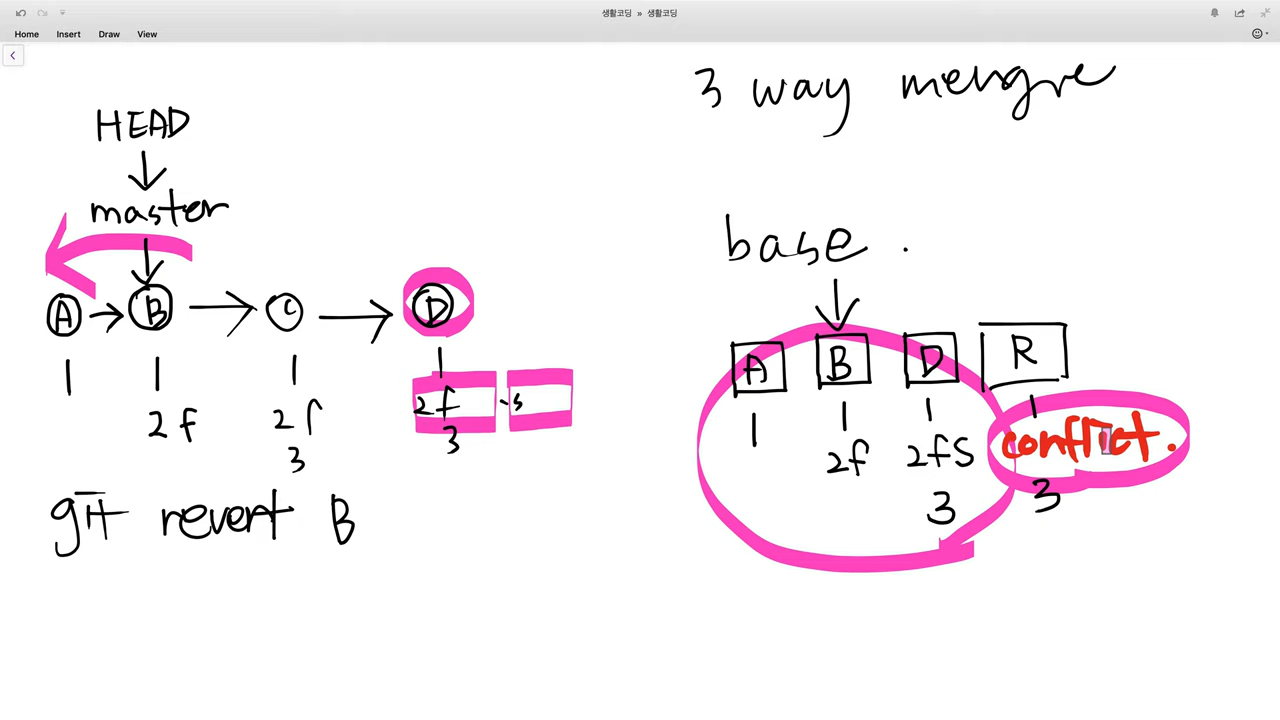 생활코딩 » 생활코딩
Home Insert Draw View
3 way mengre
HEAD
master
base .
A B C D
A B D R
1 1 1 1
2f 2f 2f -s
3 3
1 1 1 1
2f 2fS conflict.
3 3
git revert B